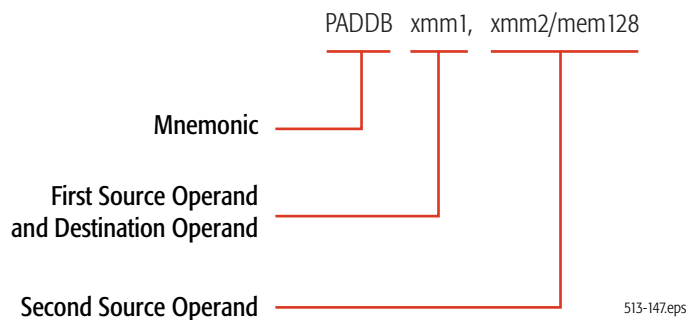 PADDB xmm1, xmm2/mem128
Mnemonic
First Source Operand
and Destination Operand
Second Source Operand
513-147.eps